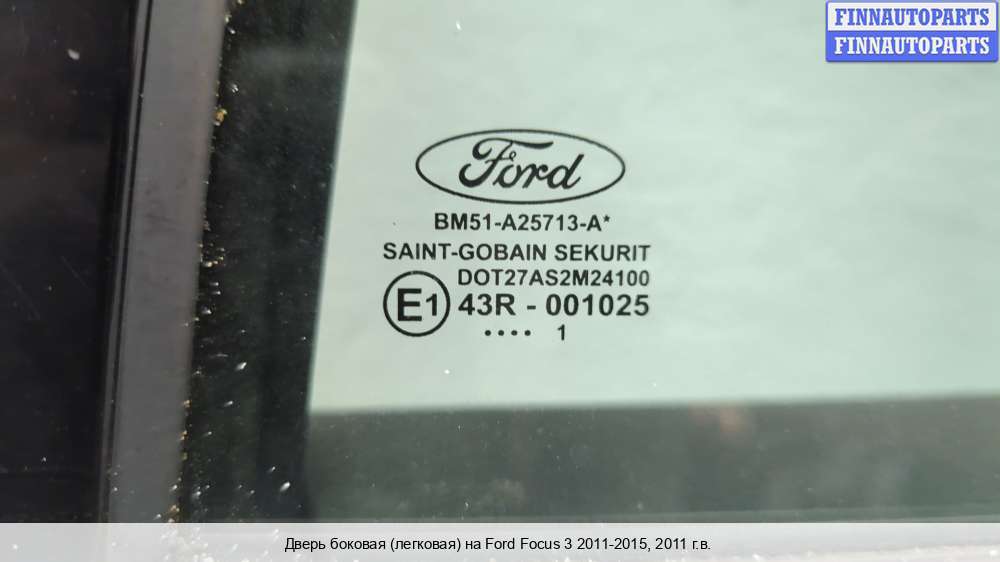 FINNAUTOPARTS
FINNAUTOPARTS
Ford
BM51-A25713-A*
SAINT-GOBAIN SEKURIT
DOT27AS2M24100
E1 43R - 001025
.... 1
Дверь боковая (легковая) на Ford Focus 3 2011-2015, 2011 г.в.